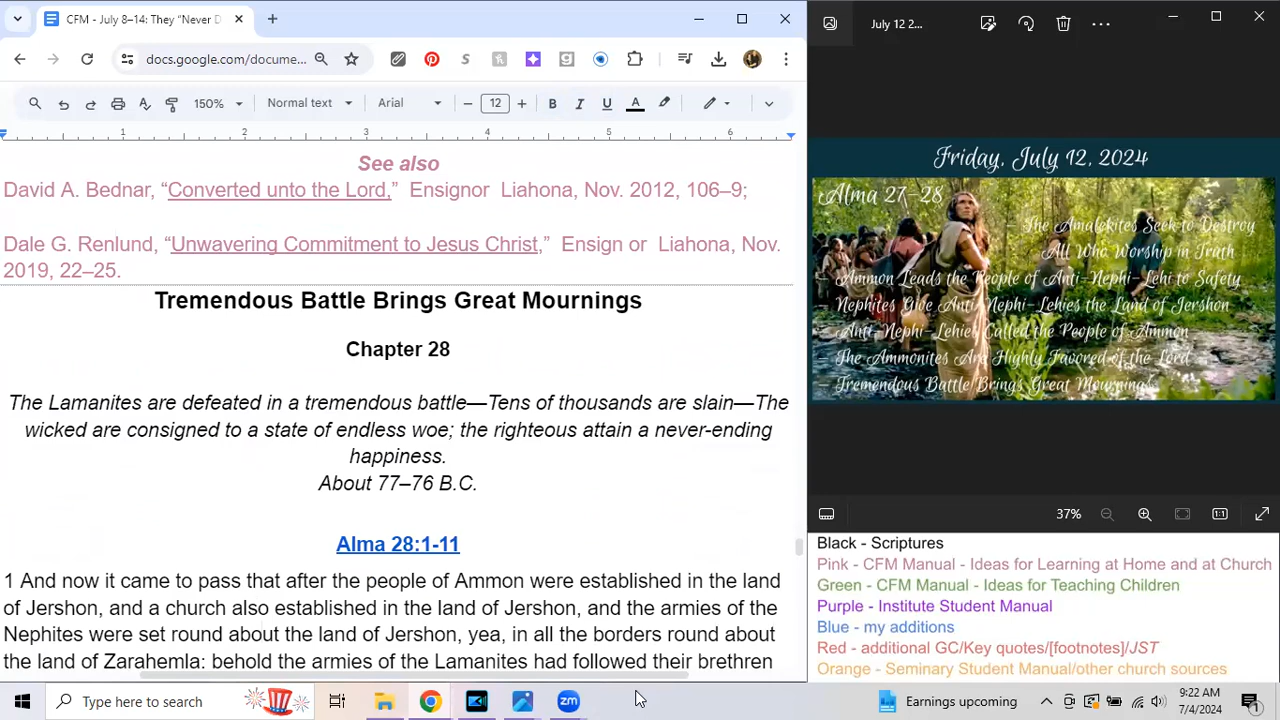 CFM - July 8–14: They “Never D
July 12 2...
docs.google.com/docume...
150%
Normal text
Arial
12
B
I
U
A
1
2
3
4
5
6
See also
David A. Bednar, “Converted unto the Lord,”  Ensignor  Liahona, Nov. 2012, 106–9;
Dale G. Renlund, “Unwavering Commitment to Jesus Christ,”  Ensign or  Liahona, Nov.
2019, 22–25.
Tremendous Battle Brings Great Mournings
Chapter 28
The Lamanites are defeated in a tremendous battle—Tens of thousands are slain—The
wicked are consigned to a state of endless woe; the righteous attain a never-ending
happiness.
About 77–76 B.C.
Alma 28:1-11
1 And now it came to pass that after the people of Ammon were established in the land
of Jershon, and a church also established in the land of Jershon, and the armies of the
Nephites were set round about the land of Jershon, yea, in all the borders round about
the land of Zarahemla: behold the armies of the Lamanites had followed their brethren
Friday, July 12, 2024
Alma 27-28
– The Amalekites Seek to Destroy
All Who Worship in Truth
– Ammon Leads the People of Anti-Nephi-Lehi to Safety
– Nephites Give Anti-Nephi-Lehies the Land of Jershon
– Anti-Nephi-Lehies Called the People of Ammon
– The Ammonites Are Highly Favored of the Lord
– Tremendous Battle Brings Great Mournings
37%
1:1
Black - Scriptures
Pink - CFM Manual - Ideas for Learning at Home and at Church
Green - CFM Manual - Ideas for Teaching Children
Purple - Institute Student Manual
Blue - my additions
Red - additional GC/Key quotes/[footnotes]/JST
Orange - Seminary Student Manual/other church sources
Type here to search
zm
Earnings upcoming
9:22 AM
7/4/2024
1